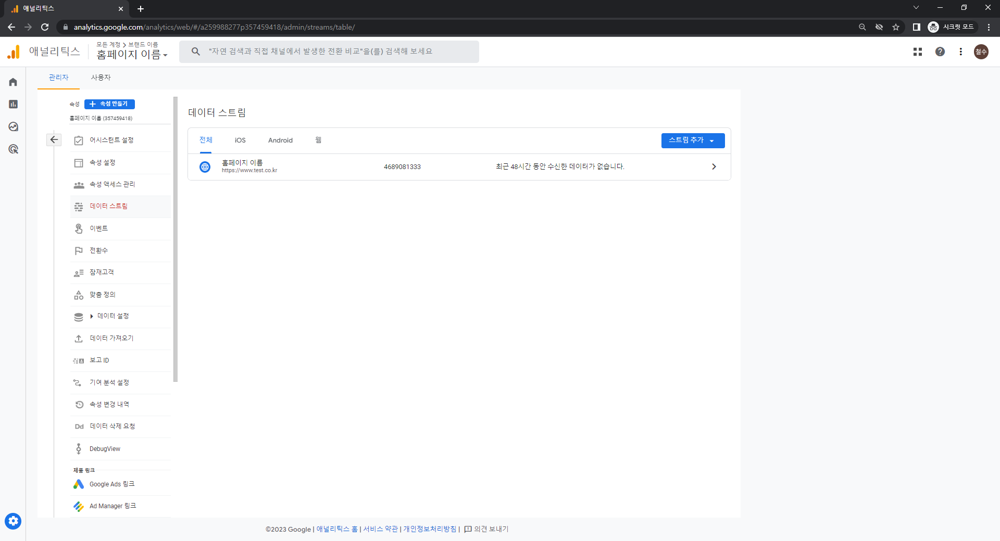 애널리틱스
analytics.google.com/analytics/web/#/a259988277p357459418/admin/streams/table/
시크릿 모드
애널리틱스
모든 계정 > 브랜드 이름
홈페이지 이름
"자연 검색과 직접 채널에서 발생한 전환 비교"을(를) 검색해 보세요
철수
관리자
사용자
속성
속성 만들기
홈페이지 이름 (357459418)
어시스턴트 설정
속성 설정
속성 액세스 관리
데이터 스트림
이벤트
전환수
잠재고객
맞춤 정의
데이터 설정
데이터 가져오기
보고 ID
기여 분석 설정
속성 변경 내역
Dd 데이터 삭제 요청
DebugView
제품 링크
Google Ads 링크
Ad Manager 링크
데이터 스트림
전체 iOS Android 웹
스트림 추가
홈페이지 이름
https://www.test.co.kr
4689081333
최근 48시간 동안 수신한 데이터가 없습니다.
©2023 Google | 애널리틱스 홈 | 서비스 약관 | 개인정보처리방침 | 의견 보내기